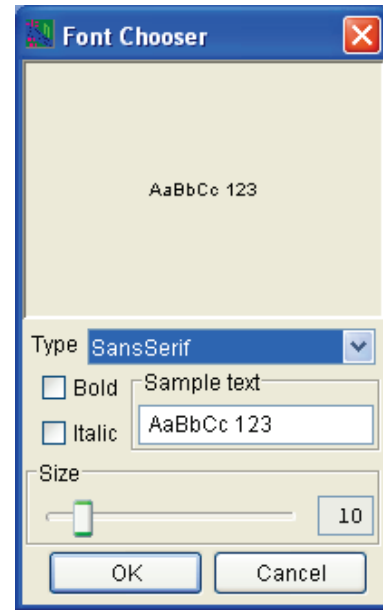 Font Chooser
AaBbCc 123
Type SansSerif
Bold
Sample text
AaBbCc 123
Italic
Size
10
OK Cancel